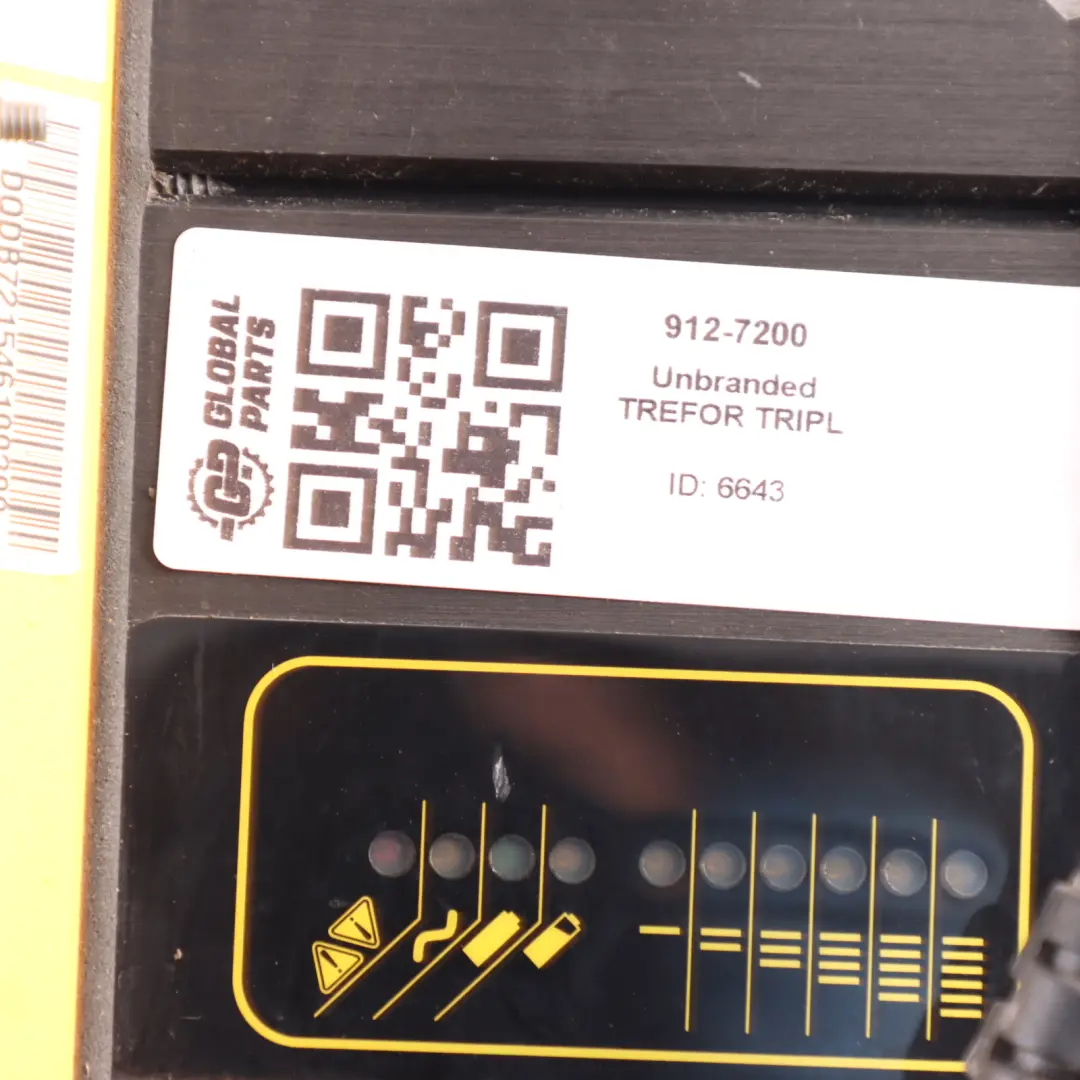 GLOBAL
PARTS
912-7200
Unbranded
TREFOR TRIPL
ID: 6643